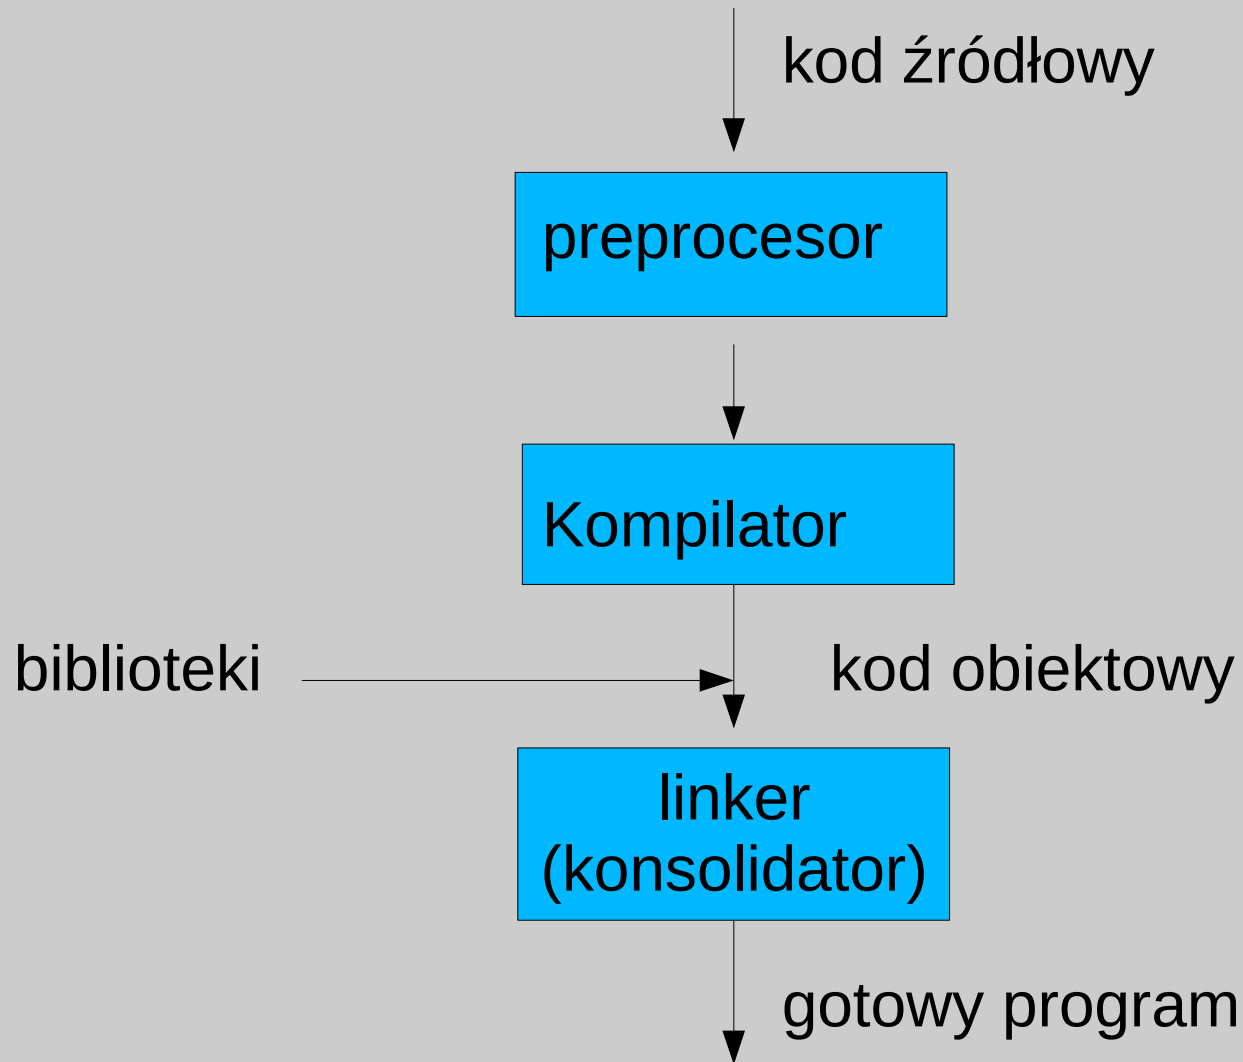 kod źródłowy
preprocesor
Kompilator
biblioteki
kod obiektowy
linker
(konsolidator)
gotowy program